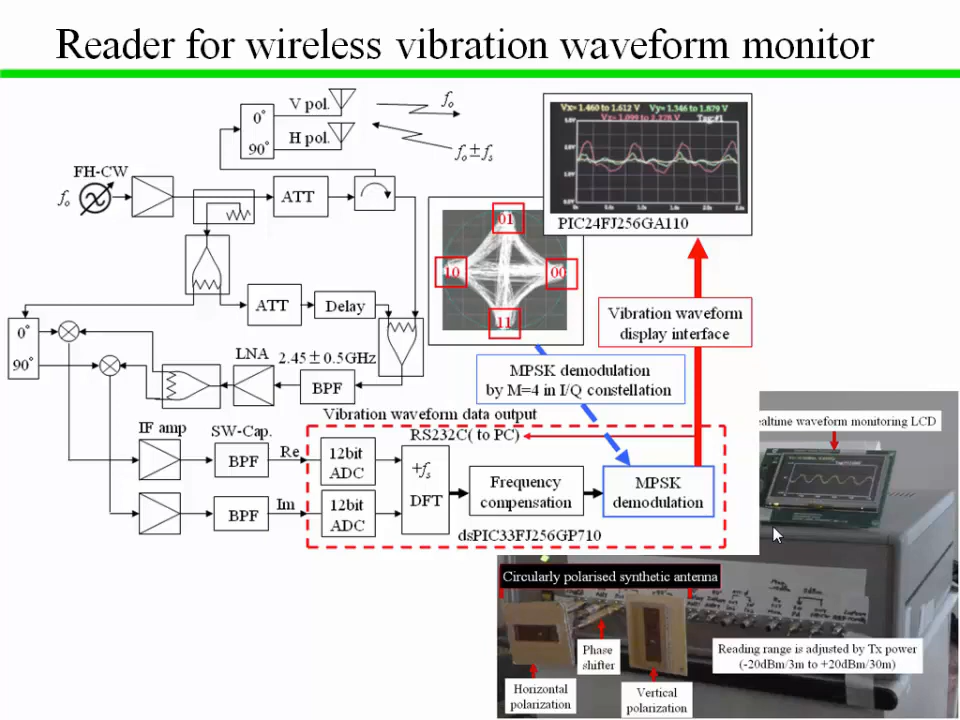 Reader for wireless vibration waveform monitor
V pol.
H pol.
0°
90°
fo
fo±fs
FH-CW
fo
ATT
Vx= 1.460 to 1.612 V Vy= 1.346 to 1.879 V
Tag:#1
PIC24FJ256GA110
01
10
00
11
ATT
Delay
Vibration waveform
display interface
0°
90°
LNA
2.45±0.5GHz
BPF
MPSK demodulation
by M=4 in I/Q constellation
Vibration waveform data output
RS232C( to PC)
IF amp
SW-Cap.
BPF
Re
12bit
ADC
+fs
DFT
Frequency
compensation
MPSK
demodulation
BPF
Im
12bit
ADC
dsPIC33FJ256GP710
ealtime waveform monitoring LCD
Circularly polarised synthetic antenna
Phase
shifter
Horizontal
polarization
Vertical
polarization
Reading range is adjusted by Tx power
(-20dBm/3m to +20dBm/30m)